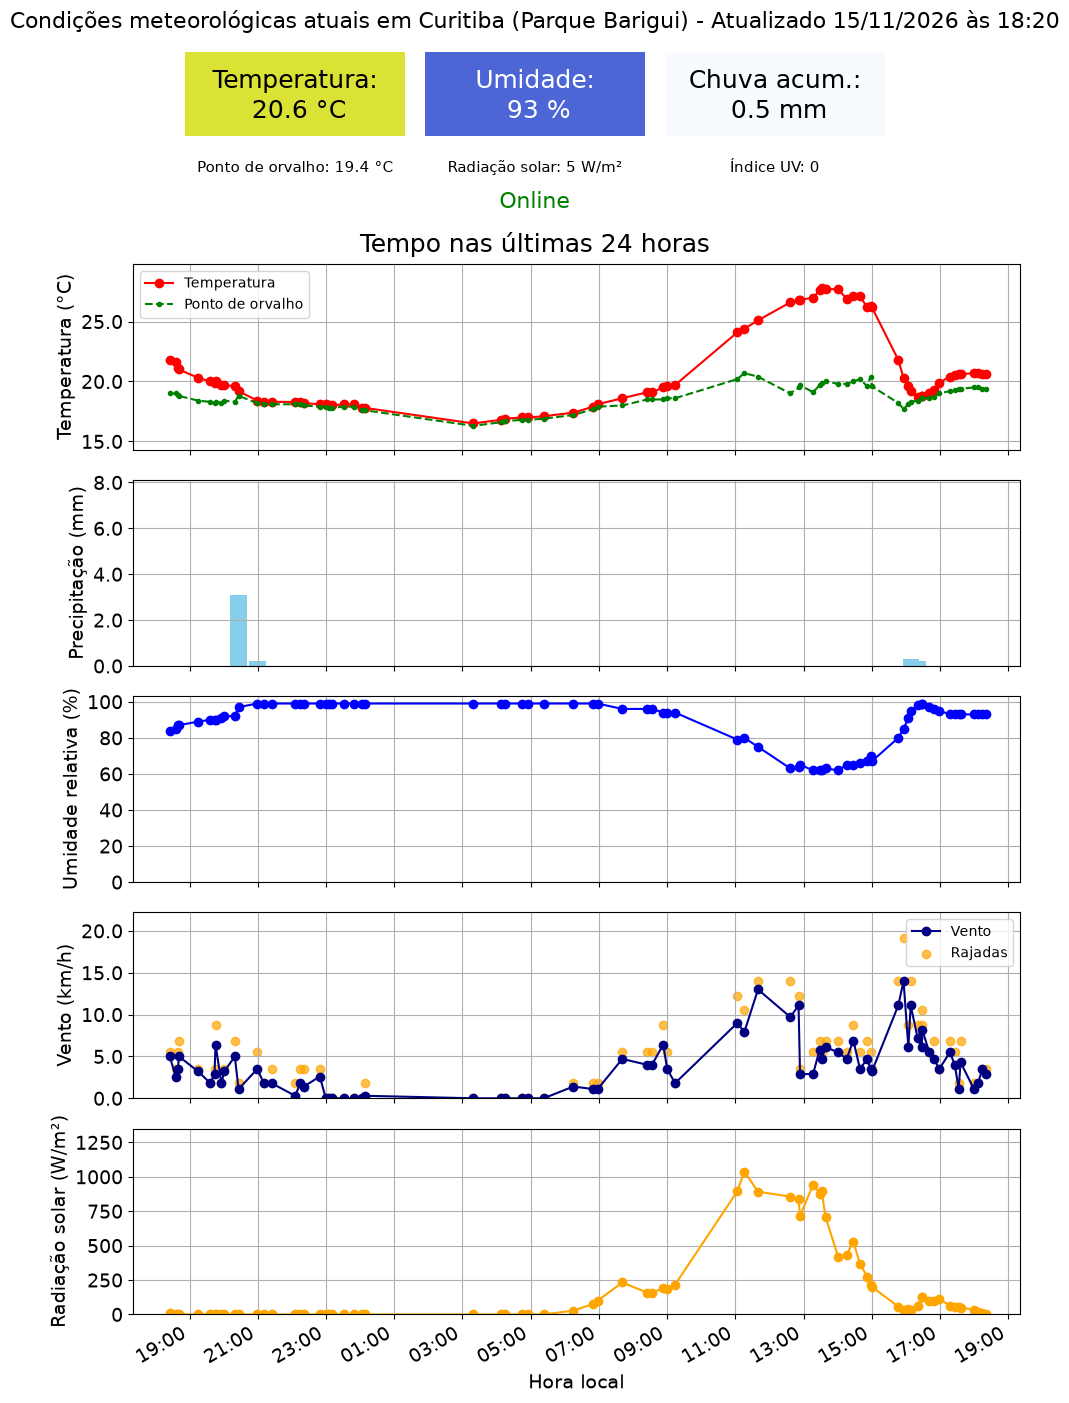 Condições meteorológicas atuais em Curitiba (Parque Barigui) - Atualizado 15/11/2026 às 18:20
Temperatura:
20.6 °C
Umidade:
93 %
Chuva acum.:
0.5 mm
Ponto de orvalho: 19.4 °C
Radiação solar: 5 W/m²
Índice UV: 0
Online
Tempo nas últimas 24 horas
Temperatura (°C)
25.0
20.0
15.0
Temperatura
Ponto de orvalho
Precipitação (mm)
8.0
6.0
4.0
2.0
0.0
Umidade relativa (%)
100
80
60
40
20
0
Vento (km/h)
20.0
15.0
10.0
5.0
0.0
Vento
Rajadas
Radiação solar (W/m²)
1250
1000
750
500
250
0
19:00
21:00
23:00
01:00
03:00
05:00
07:00
09:00
11:00
13:00
15:00
17:00
19:00
Hora local